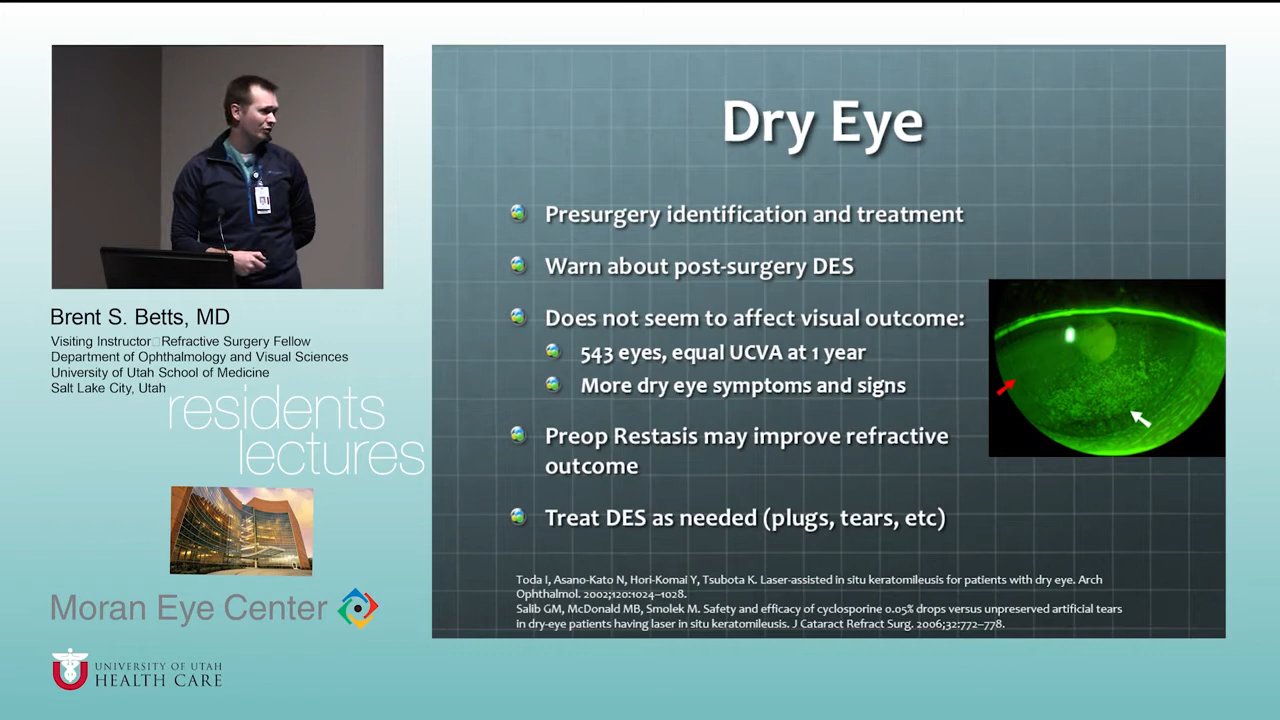 Brent S. Betts, MD
Visiting Instructor□Refractive Surgery Fellow
Department of Ophthalmology and Visual Sciences
University of Utah School of Medicine
Salt Lake City, Utah
residents
lectures
Moran Eye Center
UNIVERSITY OF UTAH
HEALTH CARE
Dry Eye
Presurgery identification and treatment
Warn about post-surgery DES
Does not seem to affect visual outcome:
543 eyes, equal UCVA at 1 year
More dry eye symptoms and signs
Preop Restasis may improve refractive
outcome
Treat DES as needed (plugs, tears, etc)
Toda I, Asano-Kato N, Hori-Komai Y, Tsubota K. Laser-assisted in situ keratomileusis for patients with dry eye. Arch
Ophthalmol. 2002;120:1024–1028.
Salib GM, McDonald MB, Smolek M. Safety and efficacy of cyclosporine 0.05% drops versus unpreserved artificial tears
in dry-eye patients having laser in situ keratomileusis. J Cataract Refract Surg. 2006;32:772–778.